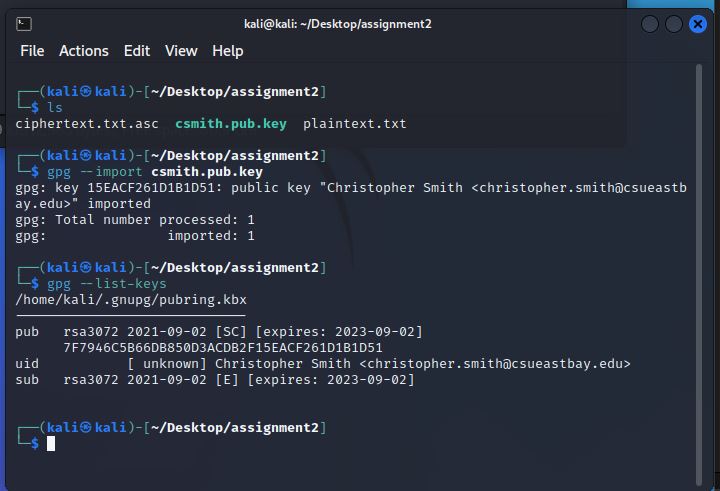 kali@kali: ~/Desktop/assignment2
File Actions Edit View Help
┌──(kali㉿kali)-[~/Desktop/assignment2]
└─$ ls
ciphertext.txt.asc  csmith.pub.key  plaintext.txt
┌──(kali㉿kali)-[~/Desktop/assignment2]
└─$ gpg --import csmith.pub.key
gpg: key 15EACF261D1B1D51: public key "Christopher Smith <christopher.smith@csueastb
ay.edu>" imported
gpg: Total number processed: 1
gpg:               imported: 1
┌──(kali㉿kali)-[~/Desktop/assignment2]
└─$ gpg --list-keys
/home/kali/.gnupg/pubring.kbx
-----------------------------
pub   rsa3072 2021-09-02 [SC] [expires: 2023-09-02]
      7F7946C5B66DB850D3ACDB2F15EACF261D1B1D51
uid           [ unknown] Christopher Smith <christopher.smith@csueastbay.edu>
sub   rsa3072 2021-09-02 [E] [expires: 2023-09-02]
┌──(kali㉿kali)-[~/Desktop/assignment2]
└─$